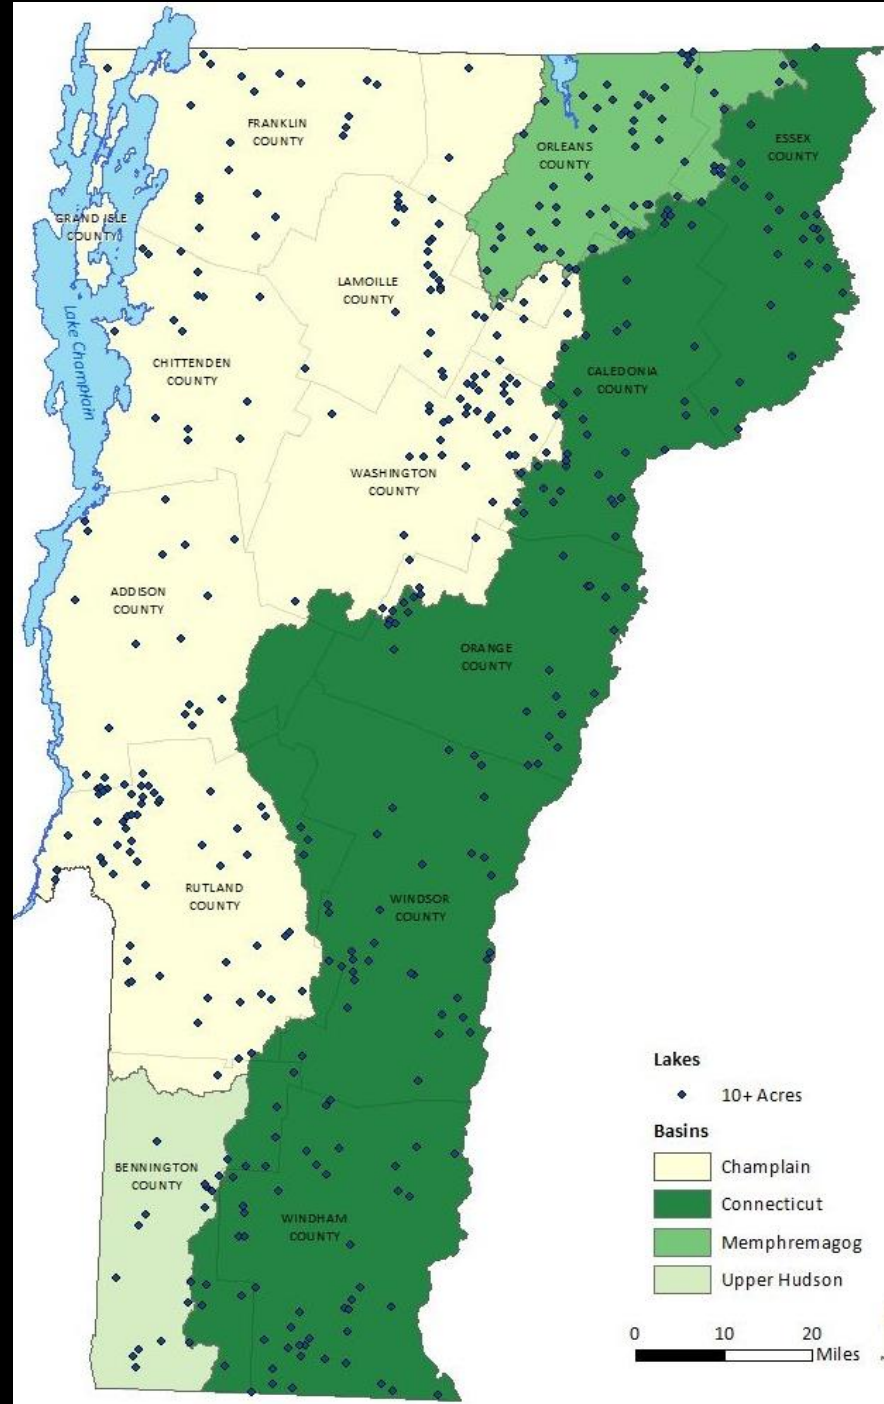 FRANKLIN
COUNTY
ORLEANS
COUNTY
ESSEX
COUNTY
GRAND ISLE
COUNTY
LAMOILLE
COUNTY
Lake Champlain
CHITTENDEN
COUNTY
CALEDONIA
COUNTY
WASHINGTON
COUNTY
ADDISON
COUNTY
ORANGE
COUNTY
RUTLAND
COUNTY
WINDSOR
COUNTY
BENNINGTON
COUNTY
WINDHAM
COUNTY
Lakes
10+ Acres
Basins
Champlain
Connecticut
Memphremagog
Upper Hudson
0 10 20
Miles